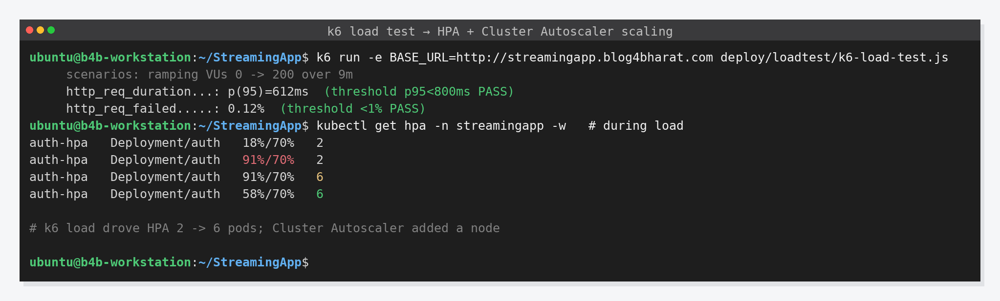 k6 load test → HPA + Cluster Autoscaler scaling
ubuntu@b4b-workstation:~/StreamingApp$ k6 run -e BASE_URL=http://streamingapp.blog4bharat.com deploy/loadtest/k6-load-test.js
     scenarios: ramping VUs 0 -> 200 over 9m
     http_req_duration...: p(95)=612ms  (threshold p95<800ms PASS)
     http_req_failed.....: 0.12%  (threshold <1% PASS)
ubuntu@b4b-workstation:~/StreamingApp$ kubectl get hpa -n streamingapp -w   # during load
auth-hpa   Deployment/auth   18%/70%   2
auth-hpa   Deployment/auth   91%/70%   2
auth-hpa   Deployment/auth   91%/70%   6
auth-hpa   Deployment/auth   58%/70%   6
# k6 load drove HPA 2 -> 6 pods; Cluster Autoscaler added a node
ubuntu@b4b-workstation:~/StreamingApp$